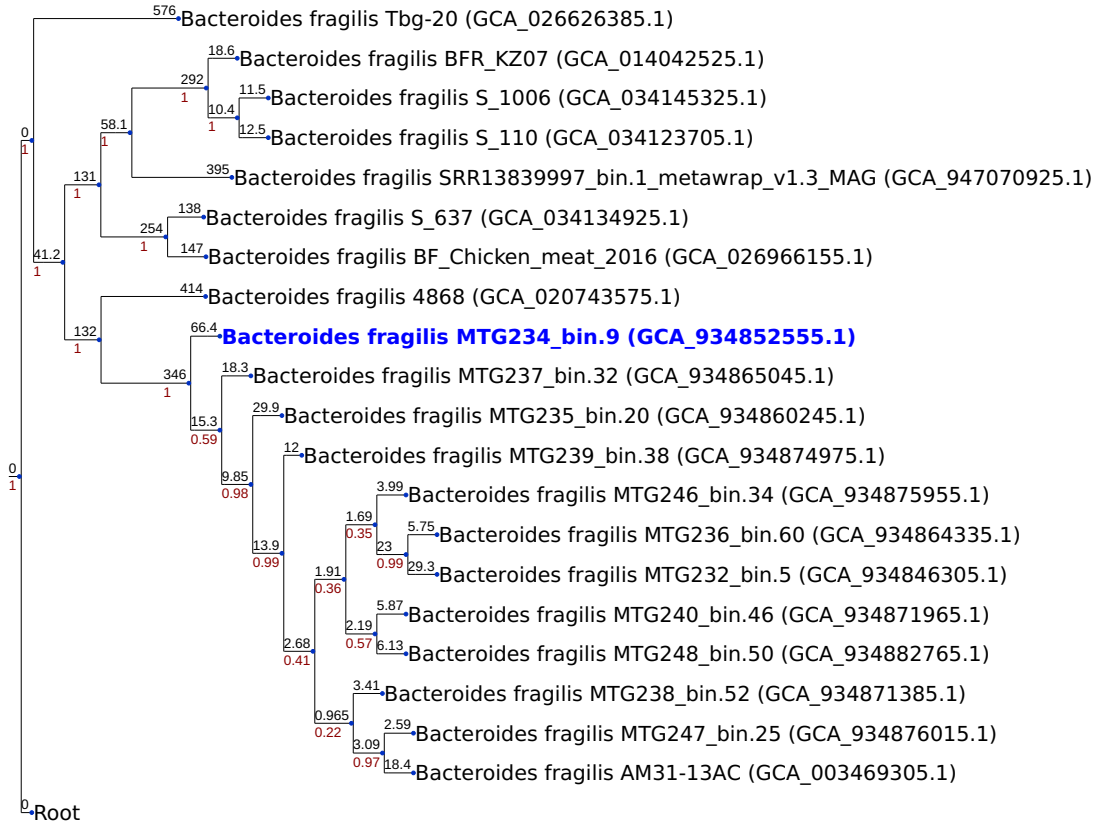 576 Bacteroides fragilis Tbg-20 (GCA_026626385.1)
18.6 Bacteroides fragilis BFR_KZ07 (GCA_014042525.1)
292
1
11.5 Bacteroides fragilis S_1006 (GCA_034145325.1)
10.4
1
12.5 Bacteroides fragilis S_110 (GCA_034123705.1)
58.1
1
0
1
395 Bacteroides fragilis SRR13839997_bin.1_metawrap_v1.3_MAG (GCA_947070925.1)
131
1
138 Bacteroides fragilis S_637 (GCA_034134925.1)
254
1
147 Bacteroides fragilis BF_Chicken_meat_2016 (GCA_026966155.1)
41.2
1
414 Bacteroides fragilis 4868 (GCA_020743575.1)
132
1
66.4 Bacteroides fragilis MTG234_bin.9 (GCA_934852555.1)
346
1
18.3 Bacteroides fragilis MTG237_bin.32 (GCA_934865045.1)
15.3
0.59
29.9 Bacteroides fragilis MTG235_bin.20 (GCA_934860245.1)
9.85
0.98
12 Bacteroides fragilis MTG239_bin.38 (GCA_934874975.1)
0
1
3.99 Bacteroides fragilis MTG246_bin.34 (GCA_934875955.1)
1.69
0.35
5.75 Bacteroides fragilis MTG236_bin.60 (GCA_934864335.1)
23
0.99
13.9
0.99
29.3 Bacteroides fragilis MTG232_bin.5 (GCA_934846305.1)
1.91
0.36
5.87 Bacteroides fragilis MTG240_bin.46 (GCA_934871965.1)
2.19
0.57
6.13 Bacteroides fragilis MTG248_bin.50 (GCA_934882765.1)
2.68
0.41
3.41 Bacteroides fragilis MTG238_bin.52 (GCA_934871385.1)
0.965
0.22
2.59 Bacteroides fragilis MTG247_bin.25 (GCA_934876015.1)
3.09
0.97
18.4 Bacteroides fragilis AM31-13AC (GCA_003469305.1)
0 Root